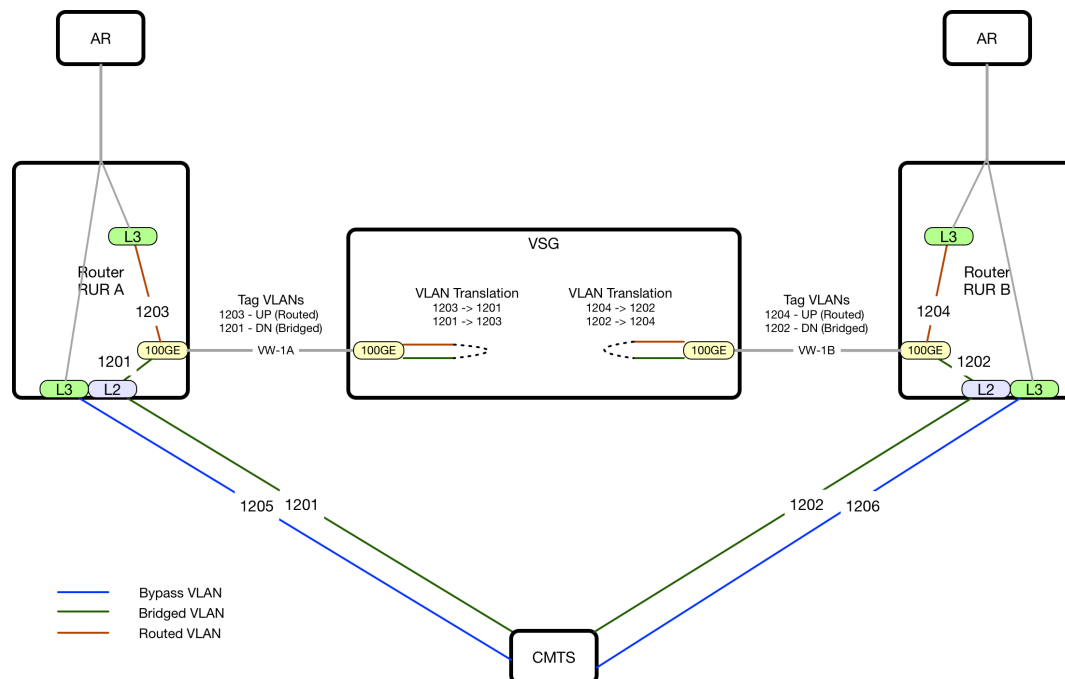 AR
AR
L3
Router
RUR A
1203
1201
100GE
L3
L2
Tag VLANs
1203 - UP (Routed)
1201 - DN (Bridged)
VW-1A
VSG
VLAN Translation
1203 -> 1201
1201 -> 1203
VLAN Translation
1204 -> 1202
1202 -> 1204
100GE
100GE
Tag VLANs
1204 - UP (Routed)
1202 - DN (Bridged)
VW-1B
L3
Router
RUR B
1204
100GE
1202
L2
L3
1205
1201
1202
1206
Bypass VLAN
Bridged VLAN
Routed VLAN
CMTS